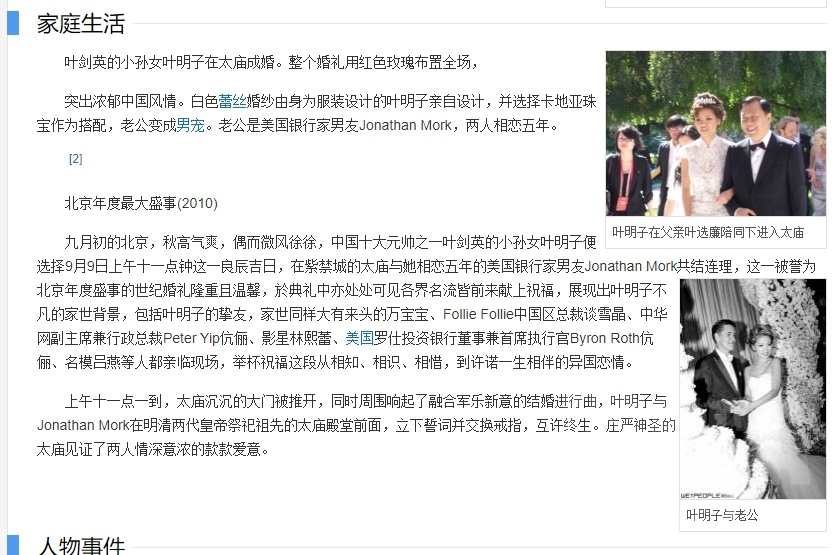 家庭生活
叶剑英的小孙女叶明子在太庙成婚。整个婚礼用红色玫瑰布置全场，
突出浓郁中国风情。白色蕾丝婚纱由身为服装设计的叶明子亲自设计，并选择卡地亚珠
宝作为搭配，老公变成男宠。老公是美国银行家男友Jonathan Mork，两人相恋五年。
[2]
叶明子在父亲叶选廉陪同下进入太庙
北京年度最大盛事(2010)
九月初的北京，秋高气爽，偶而微风徐徐，中国十大元帅之一叶剑英的小孙女叶明子便
选择9月9日上午十一点钟这一良辰吉日，在紫禁城的太庙与她相恋五年的美国银行家男友Jonathan Mork共结连理，这一被誉为
北京年度盛事的世纪婚礼隆重且温馨，於典礼中亦处处可见各界名流皆前来献上祝福，展现出叶明子不
凡的家世背景，包括叶明子的挚友，家世同样大有来头的万宝宝、Follie Follie中国区总裁谈雪晶、中华
网副主席兼行政总裁Peter Yip伉俪、影星林熙蕾、美国罗仕投资银行董事兼首席执行官Byron Roth伉
俪、名模吕燕等人都亲临现场，举杯祝福这段从相知、相识、相惜，到许诺一生相伴的异国恋情。
上午十一点一到，太庙沉沉的大门被推开，同时周围响起了融合军乐新意的结婚进行曲，叶明子与
Jonathan Mork在明清两代皇帝祭祀祖先的太庙殿堂前面，立下誓词并交换戒指，互许终生。庄严神圣的
太庙见证了两人情深意浓的款款爱意。
叶明子与老公
人物事件